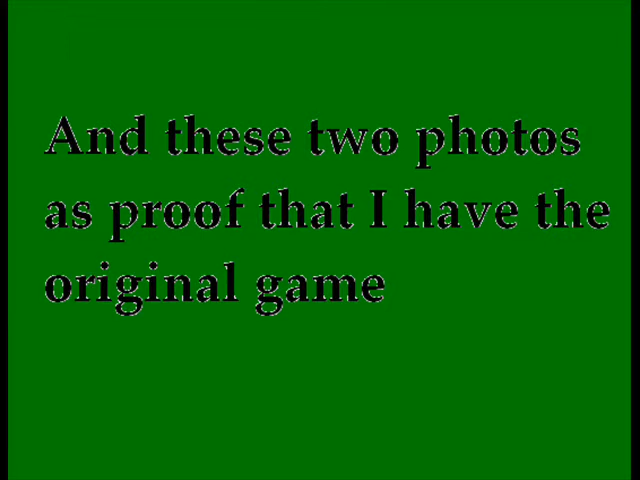 And these two photos
as proof that I have the
original game